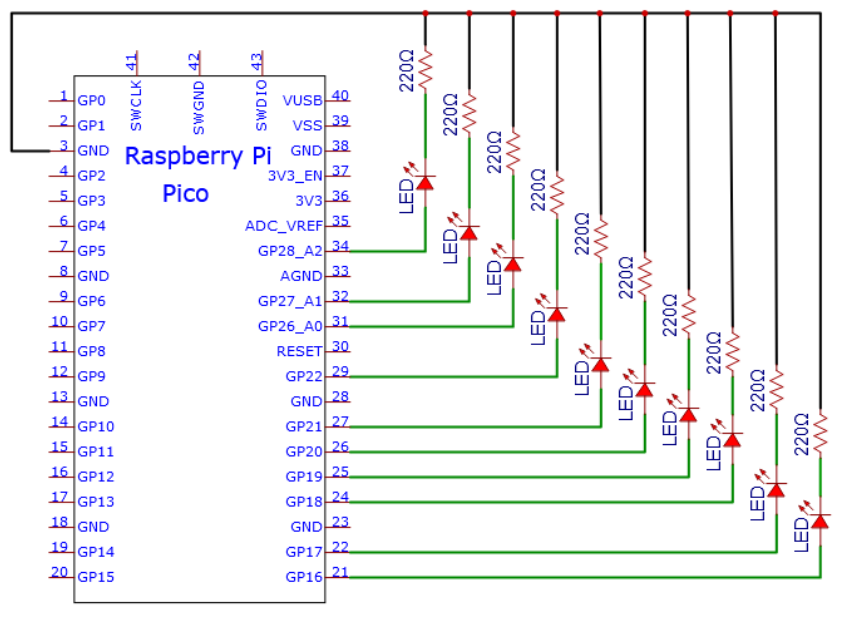 41 42 43
SWCLK SWGND SWDIO
1 GP0 VUSB 40
2 GP1 VSS 39
3 GND GND 38
Raspberry Pi
Pico
4 GP2 3V3_EN 37
5 GP3 3V3 36
6 GP4 ADC_VREF 35
7 GP5 GP28_A2 34
8 GND AGND 33
9 GP6 GP27_A1 32
10 GP7 GP26_A0 31
11 GP8 RESET 30
12 GP9 GP22 29
13 GND GND 28
14 GP10 GP21 27
15 GP11 GP20 26
16 GP12 GP19 25
17 GP13 GP18 24
18 GND GND 23
19 GP14 GP17 22
20 GP15 GP16 21
220Ω
LED
220Ω
LED
220Ω
LED
220Ω
LED
220Ω
LED
220Ω
LED
220Ω
LED
220Ω
LED
220Ω
LED
220Ω
LED